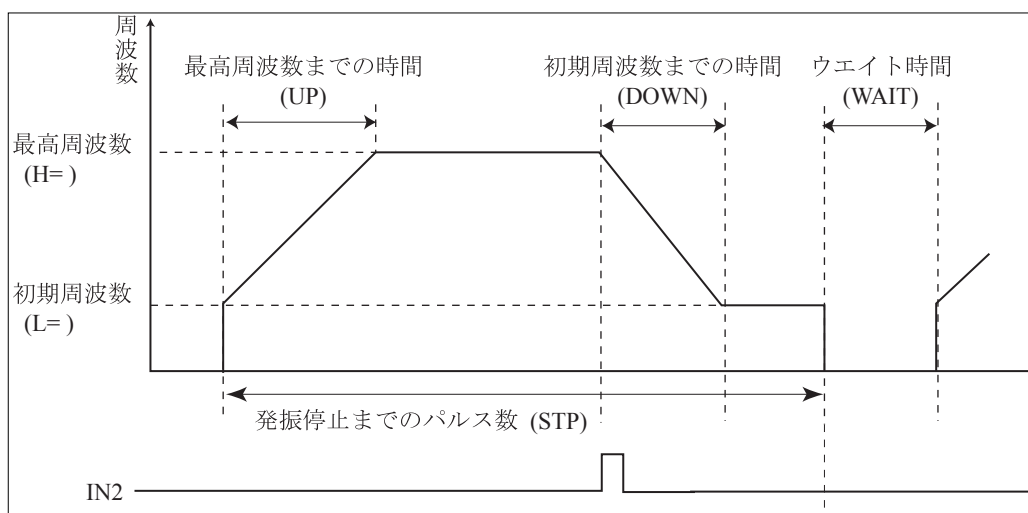 周波数
最高周波数までの時間
(UP)
初期周波数までの時間
(DOWN)
ウエイト時間
(WAIT)
最高周波数
(H= )
初期周波数
(L= )
発振停止までのパルス数 (STP)
IN2